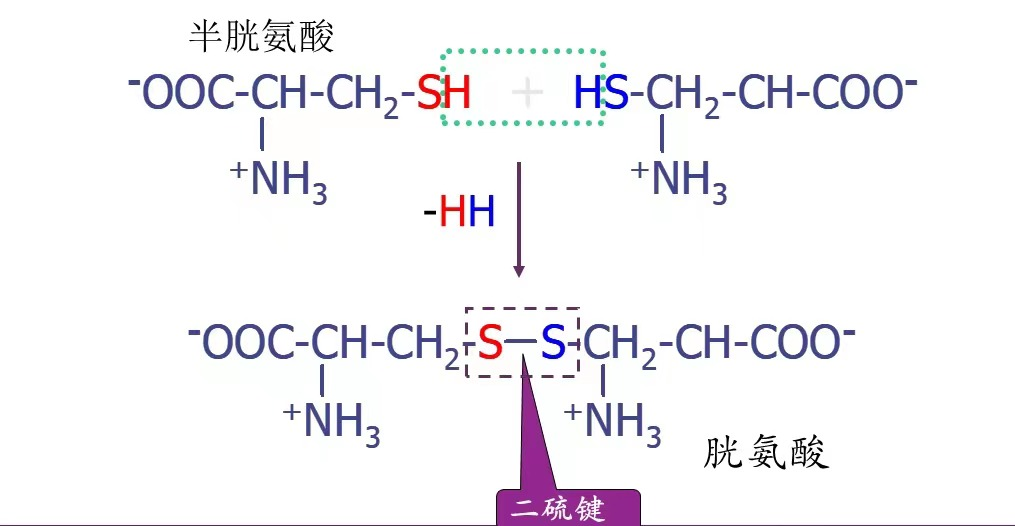 半胱氨酸
⁻OOC-CH-CH₂-SH + HS-CH₂-CH-COO⁻
⁺NH₃ ⁺NH₃
-HH
⁻OOC-CH-CH₂-S—S-CH₂-CH-COO⁻
⁺NH₃ ⁺NH₃
胱氨酸
二硫键